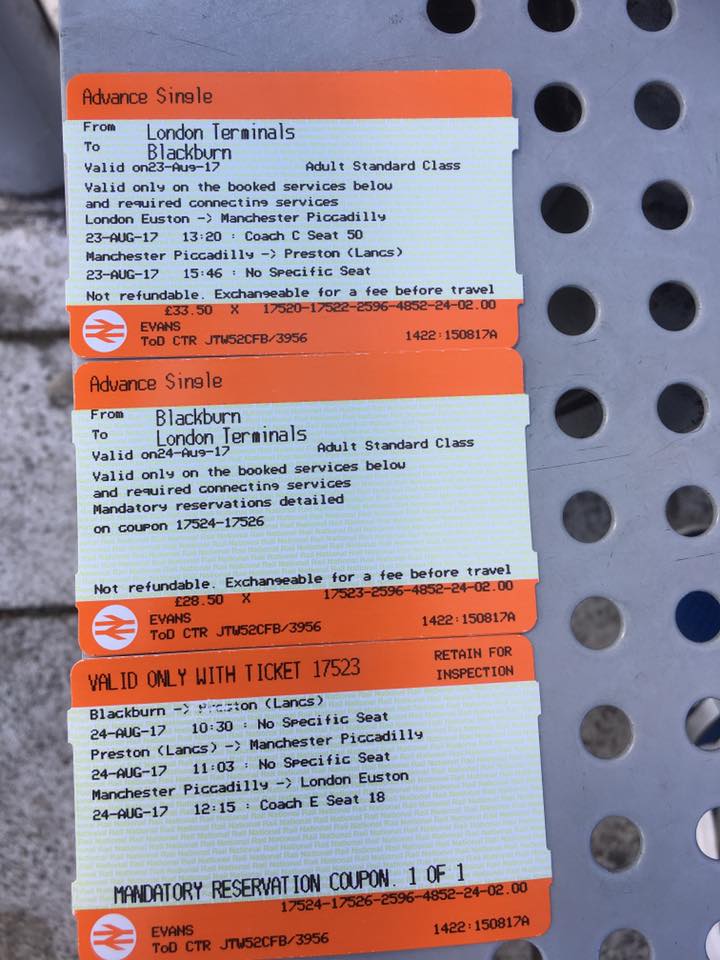 Advance Single
From London Terminals
To Blackburn
Valid on23-Aug-17 Adult Standard Class
Valid only on the booked services below
and required connecting services
London Euston -> Manchester Piccadilly
23-AUG-17 13:20 : Coach C Seat 50
Manchester Piccadilly -> Preston (Lancs)
23-AUG-17 15:46 : No Specific Seat
Not refundable. Exchangeable for a fee before travel
£33.50 X 17520-17522-2596-4852-24-02.00
EVANS
ToD CTR JTW52CFB/3956 1422:150817A
Advance Single
From Blackburn
To London Terminals
Valid on24-Aug-17 Adult Standard Class
Valid only on the booked services below
and required connecting services
Mandatory reservations detailed
on coupon 17524-17526
Not refundable. Exchangeable for a fee before travel
£28.50 X 17523-2596-4852-24-02.00
EVANS
ToD CTR JTW52CFB/3956 1422:150817A
VALID ONLY WITH TICKET 17523 RETAIN FOR
INSPECTION
Blackburn -> Preston (Lancs)
24-AUG-17 10:30 : No Specific Seat
Preston (Lancs) -> Manchester Piccadilly
24-AUG-17 11:03 : No Specific Seat
Manchester Piccadilly -> London Euston
24-AUG-17 12:15 : Coach E Seat 18
MANDATORY RESERVATION COUPON. 1 OF 1
17524-17526-2596-4852-24-02.00
EVANS
ToD CTR JTW52CFB/3956 1422:150817A